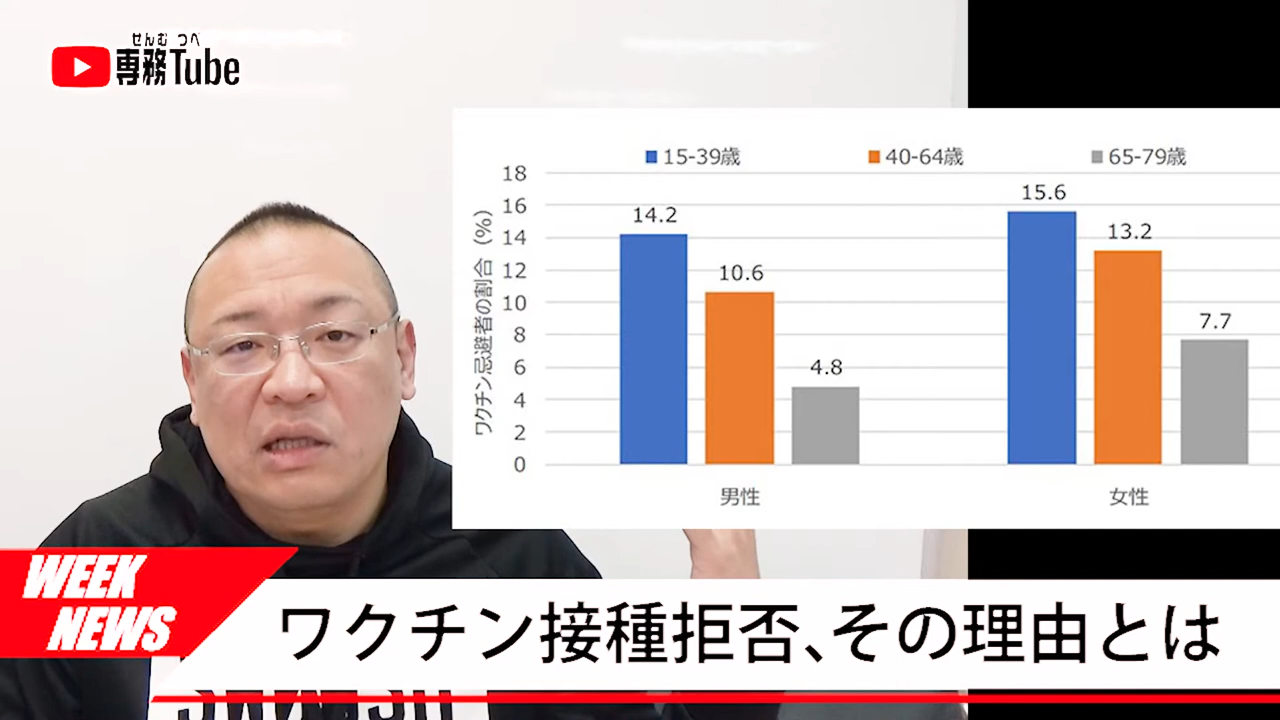 せんむ つべ
専務Tube
15-39歳 40-64歳 65-79歳
ワクチン忌避者の割合(%)
18
16
14
12
10
8
6
4
2
0
14.2
10.6
4.8
15.6
13.2
7.7
男性
女性
WEEK
NEWS
ワクチン接種拒否、その理由とは